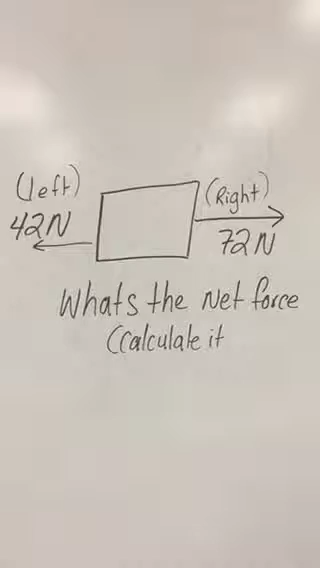 (left)
42N
(Right)
72N
Whats the Net force
(Calculate it